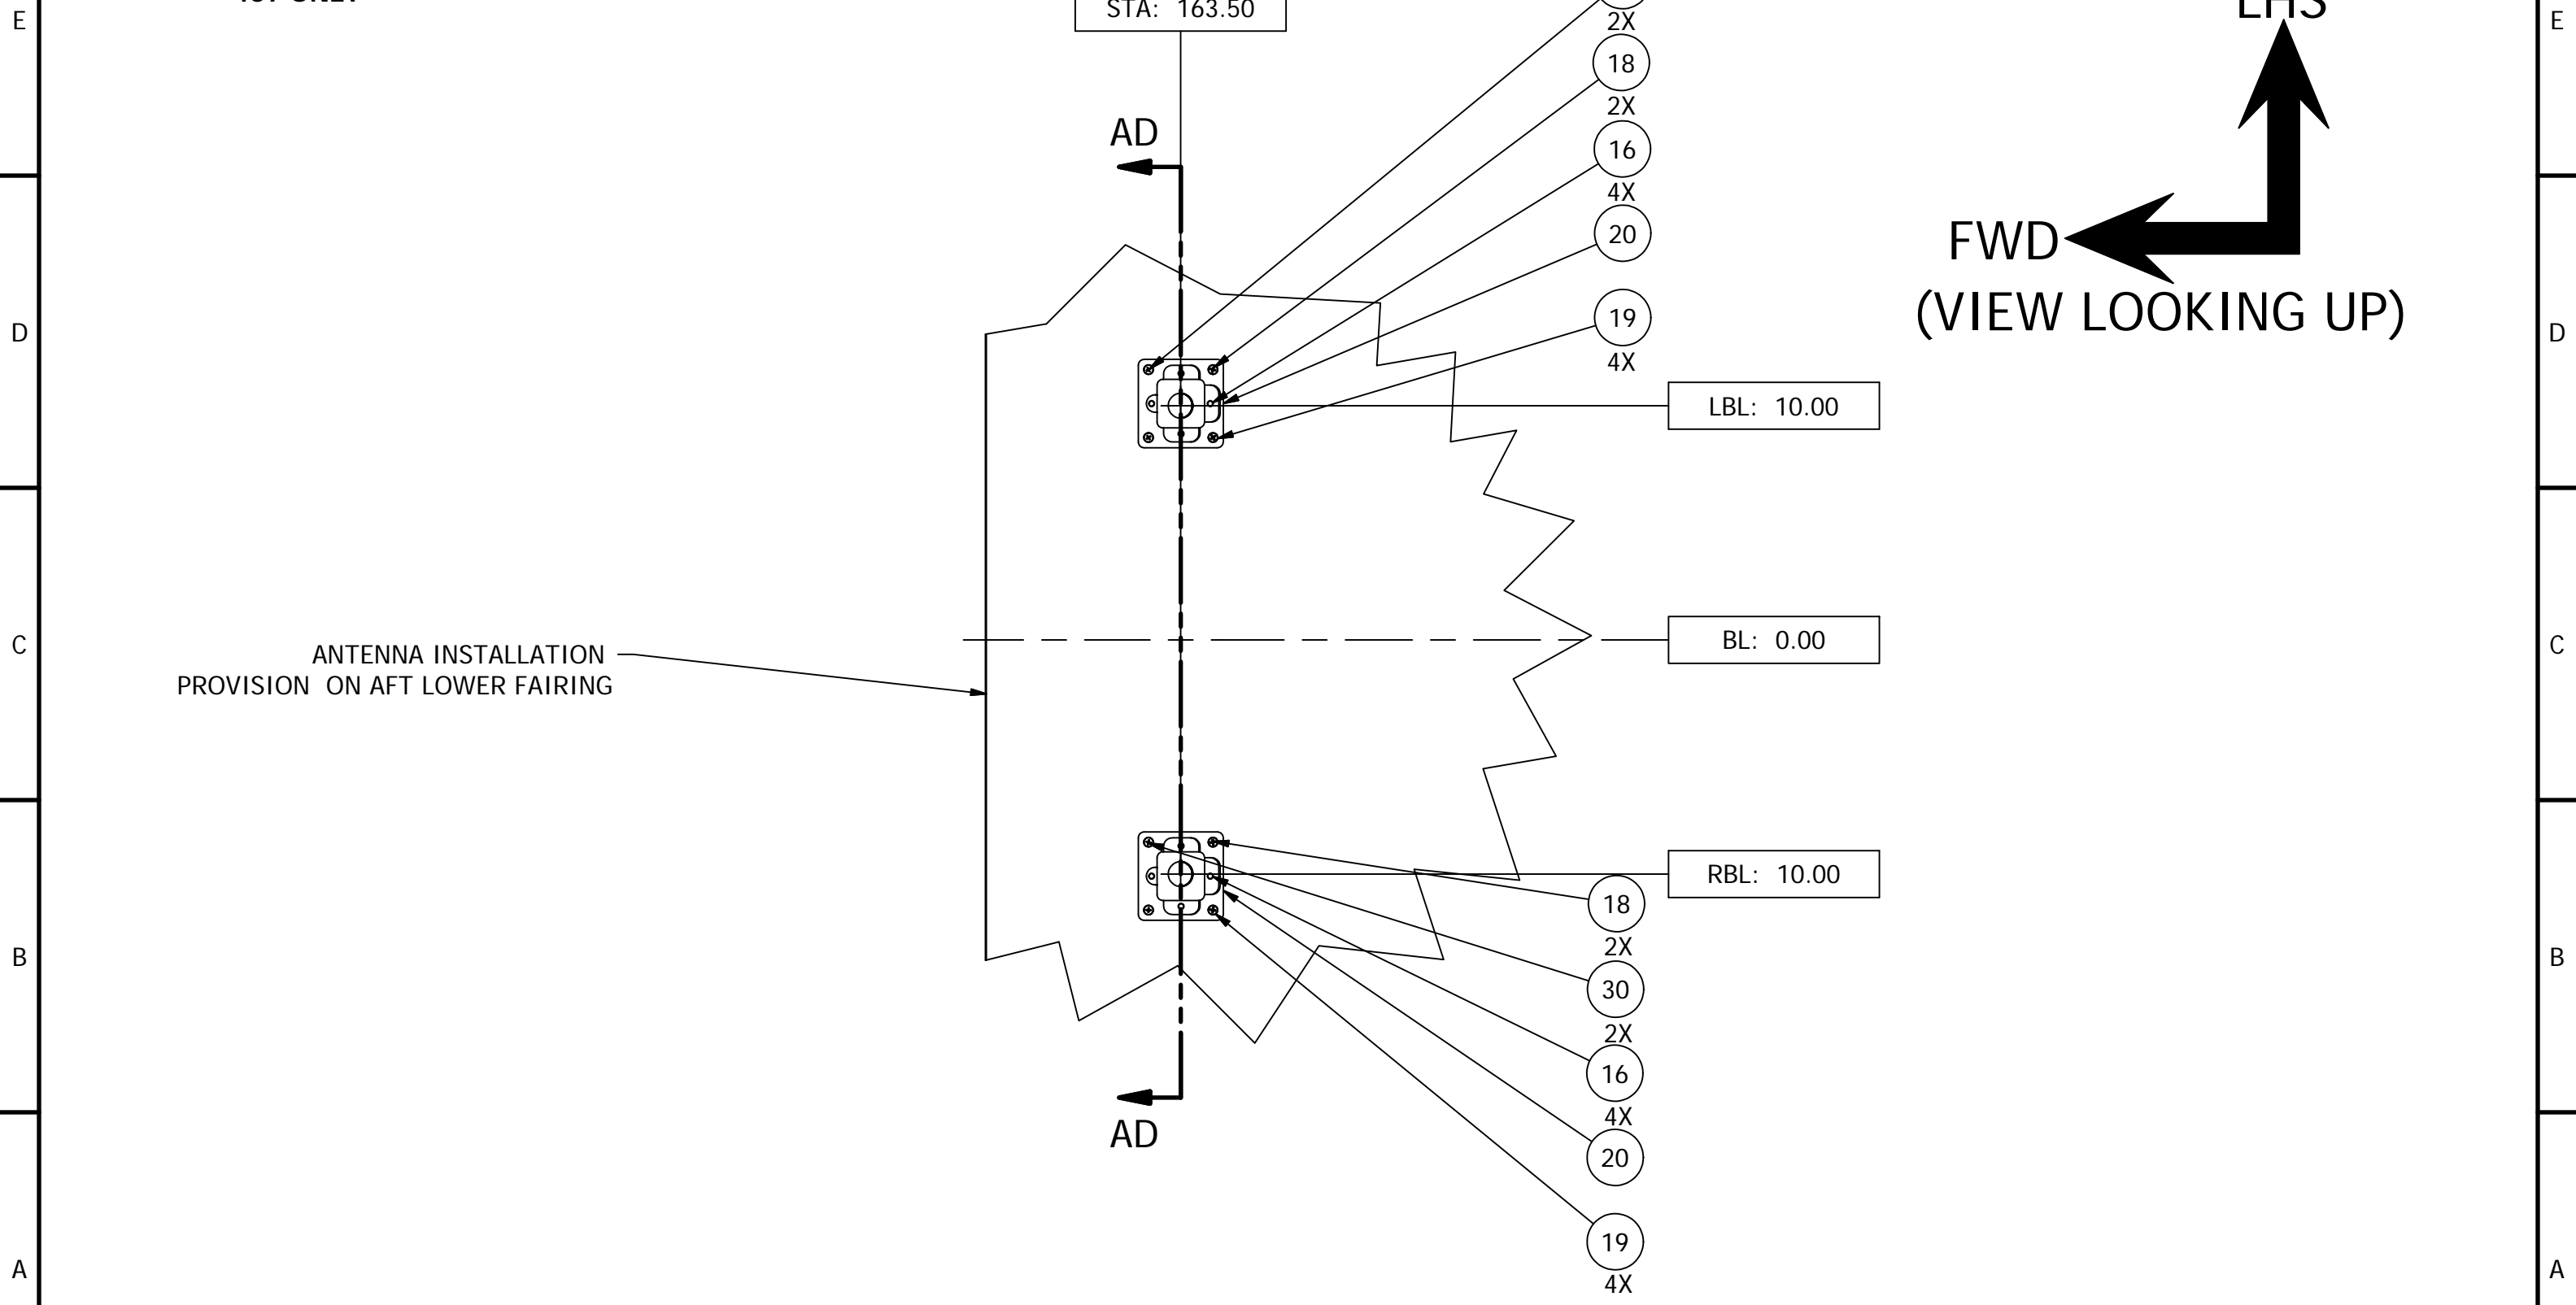 E
STA: 163.50
2X
E
18
2X
AD
16
4X
20
FWD
(VIEW LOOKING UP)
19
D
4X
D
LBL: 10.00
C
ANTENNA INSTALLATION
PROVISION ON AFT LOWER FAIRING
BL: 0.00
C
RBL: 10.00
18
2X
B
30
B
2X
16
4X
AD
20
19
A
4X
A